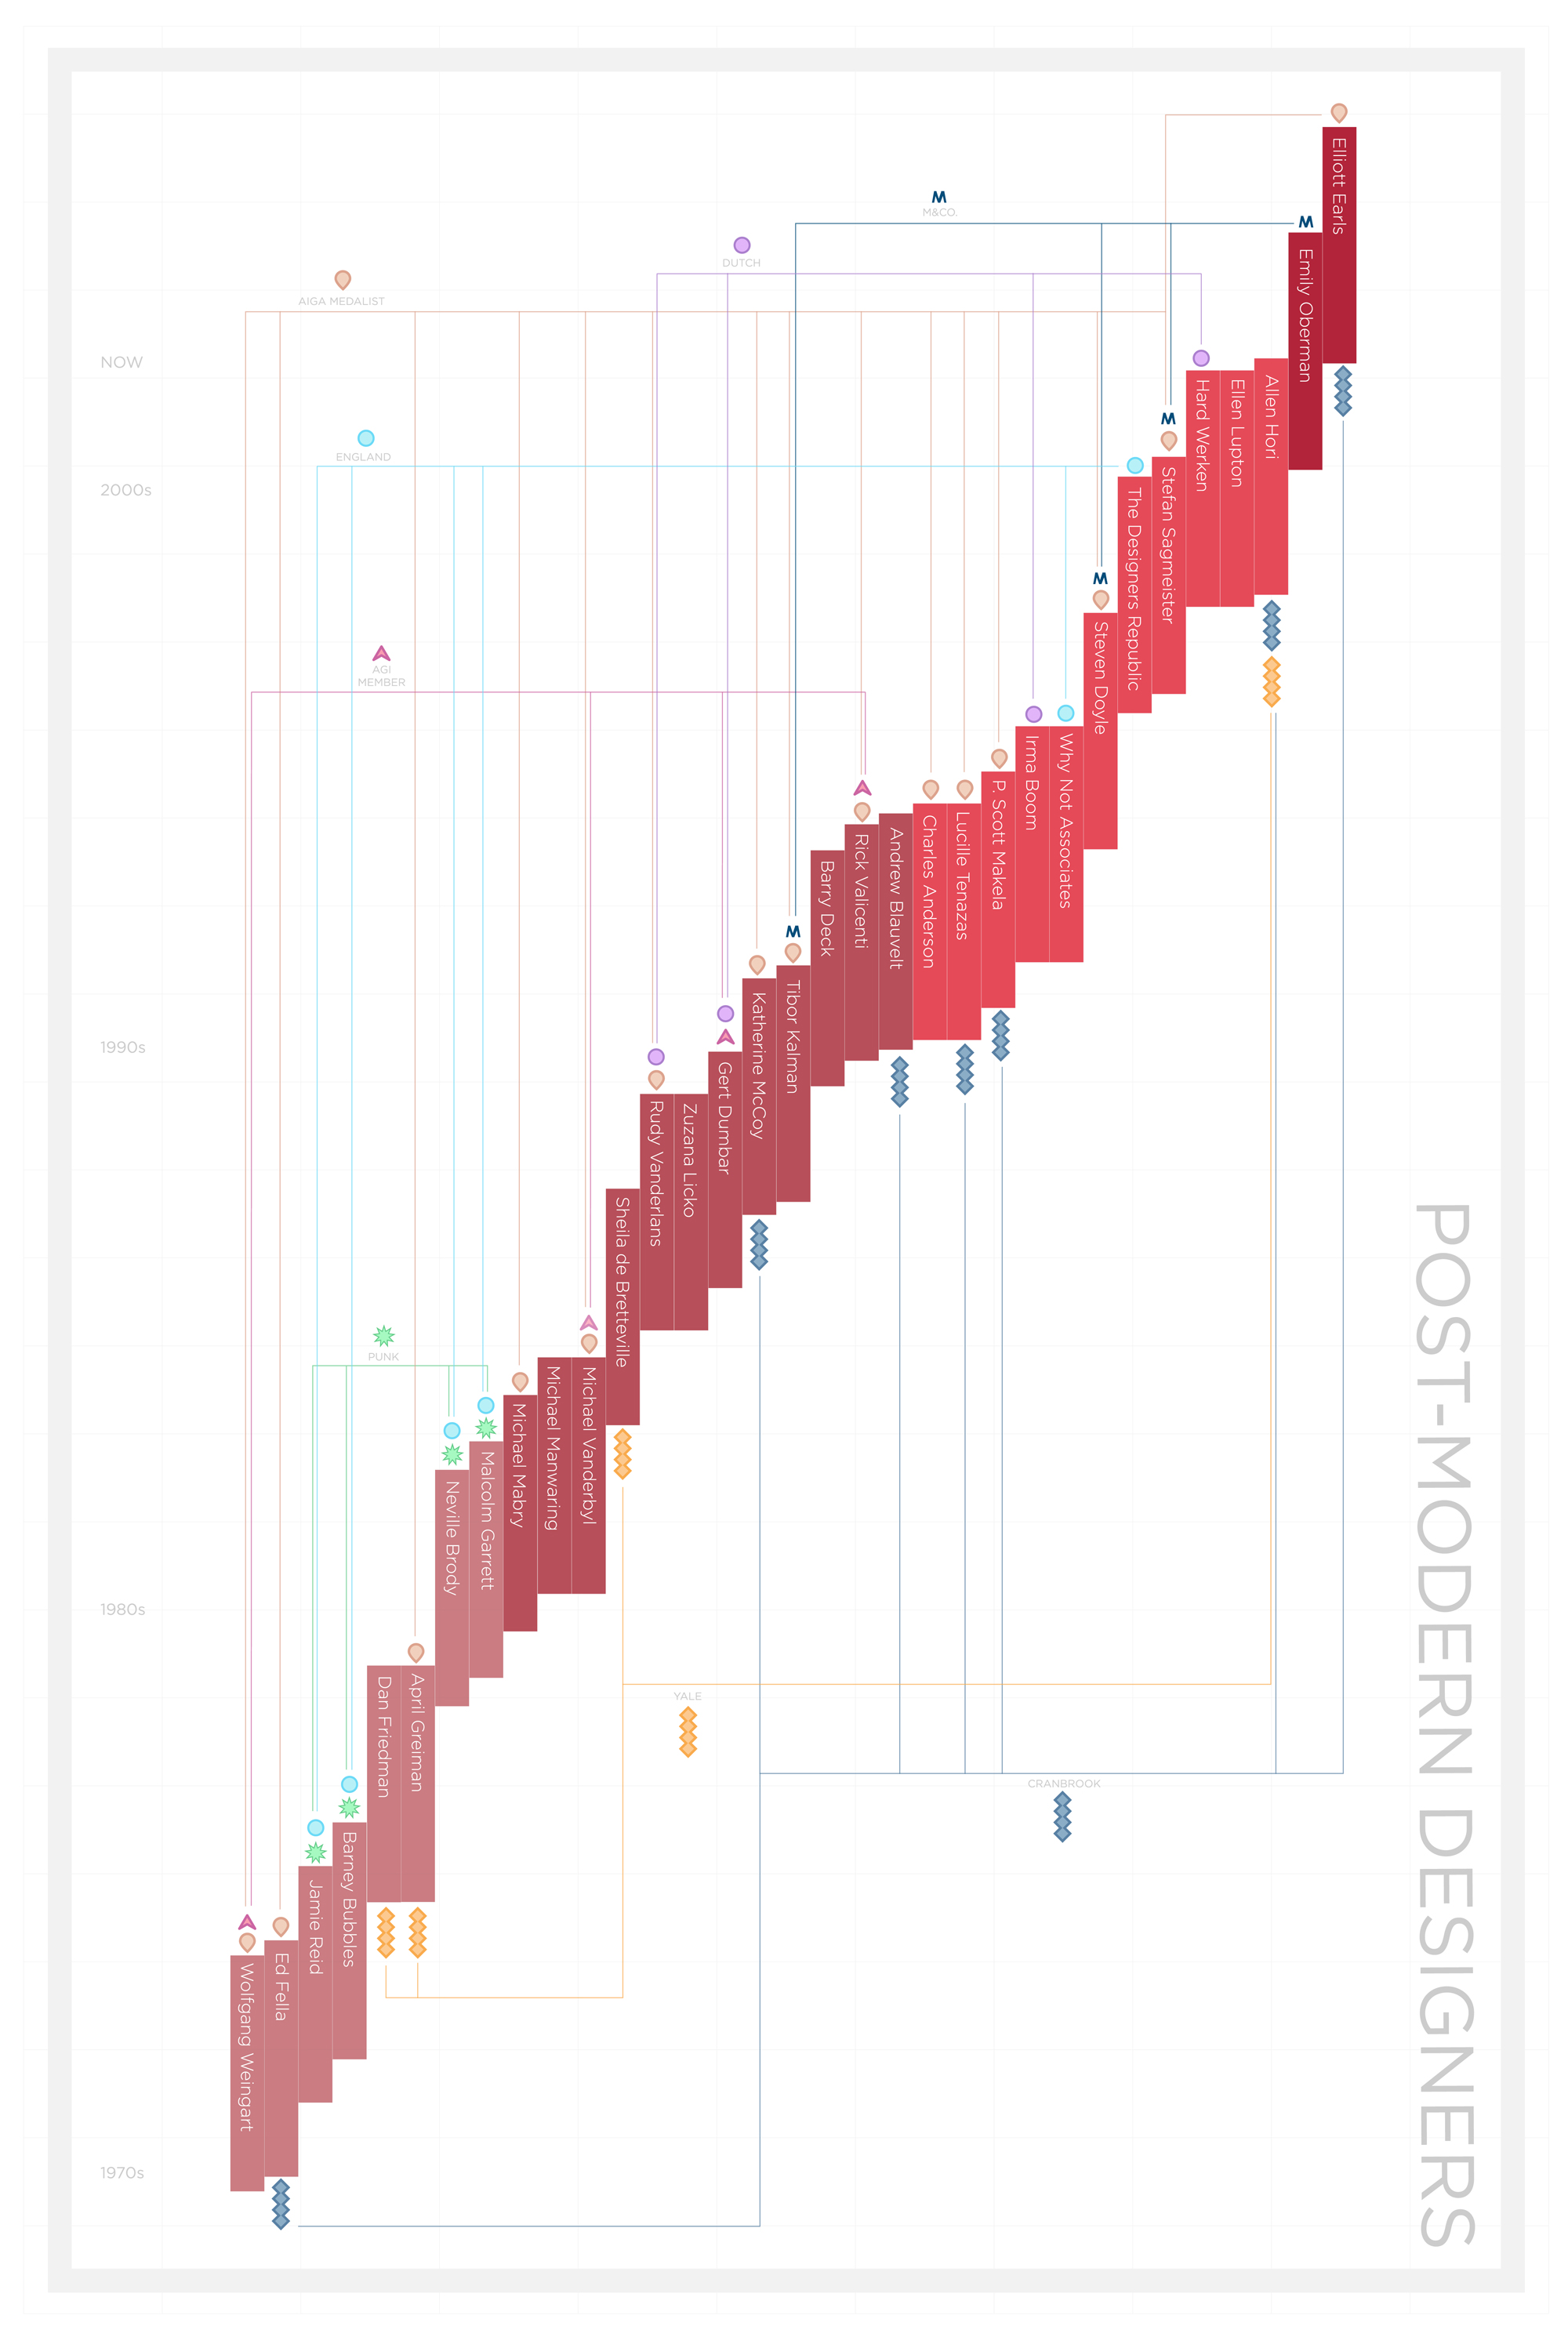 Elliott Earls
M
M&CO.
M
Emily Oberman
DUTCH
AIGA MEDALIST
NOW
Allen Hori
Ellen Lupton
Hard Werken
M
Stefan Sagmeister
ENGLAND
The Designers Republic
2000s
M
Steven Doyle
AGI
MEMBER
Why Not Associates
Irma Boom
P. Scott Makela
Lucille Tenazas
Charles Anderson
Andrew Blauvelt
Rick Valicenti
Barry Deck
M
Tibor Kalman
Katherine McCoy
1990s
Gert Dumbar
Zuzana Licko
Rudy Vanderlans
Sheila de Bretteville
POST-MODERN DESIGNERS
PUNK
Michael Vanderbyl
Michael Manwaring
Michael Mabry
Malcolm Garrett
Neville Brody
1980s
April Greiman
Dan Friedman
YALE
CRANBROOK
Barney Bubbles
Jamie Reid
Ed Fella
Wolfgang Weingart
1970s